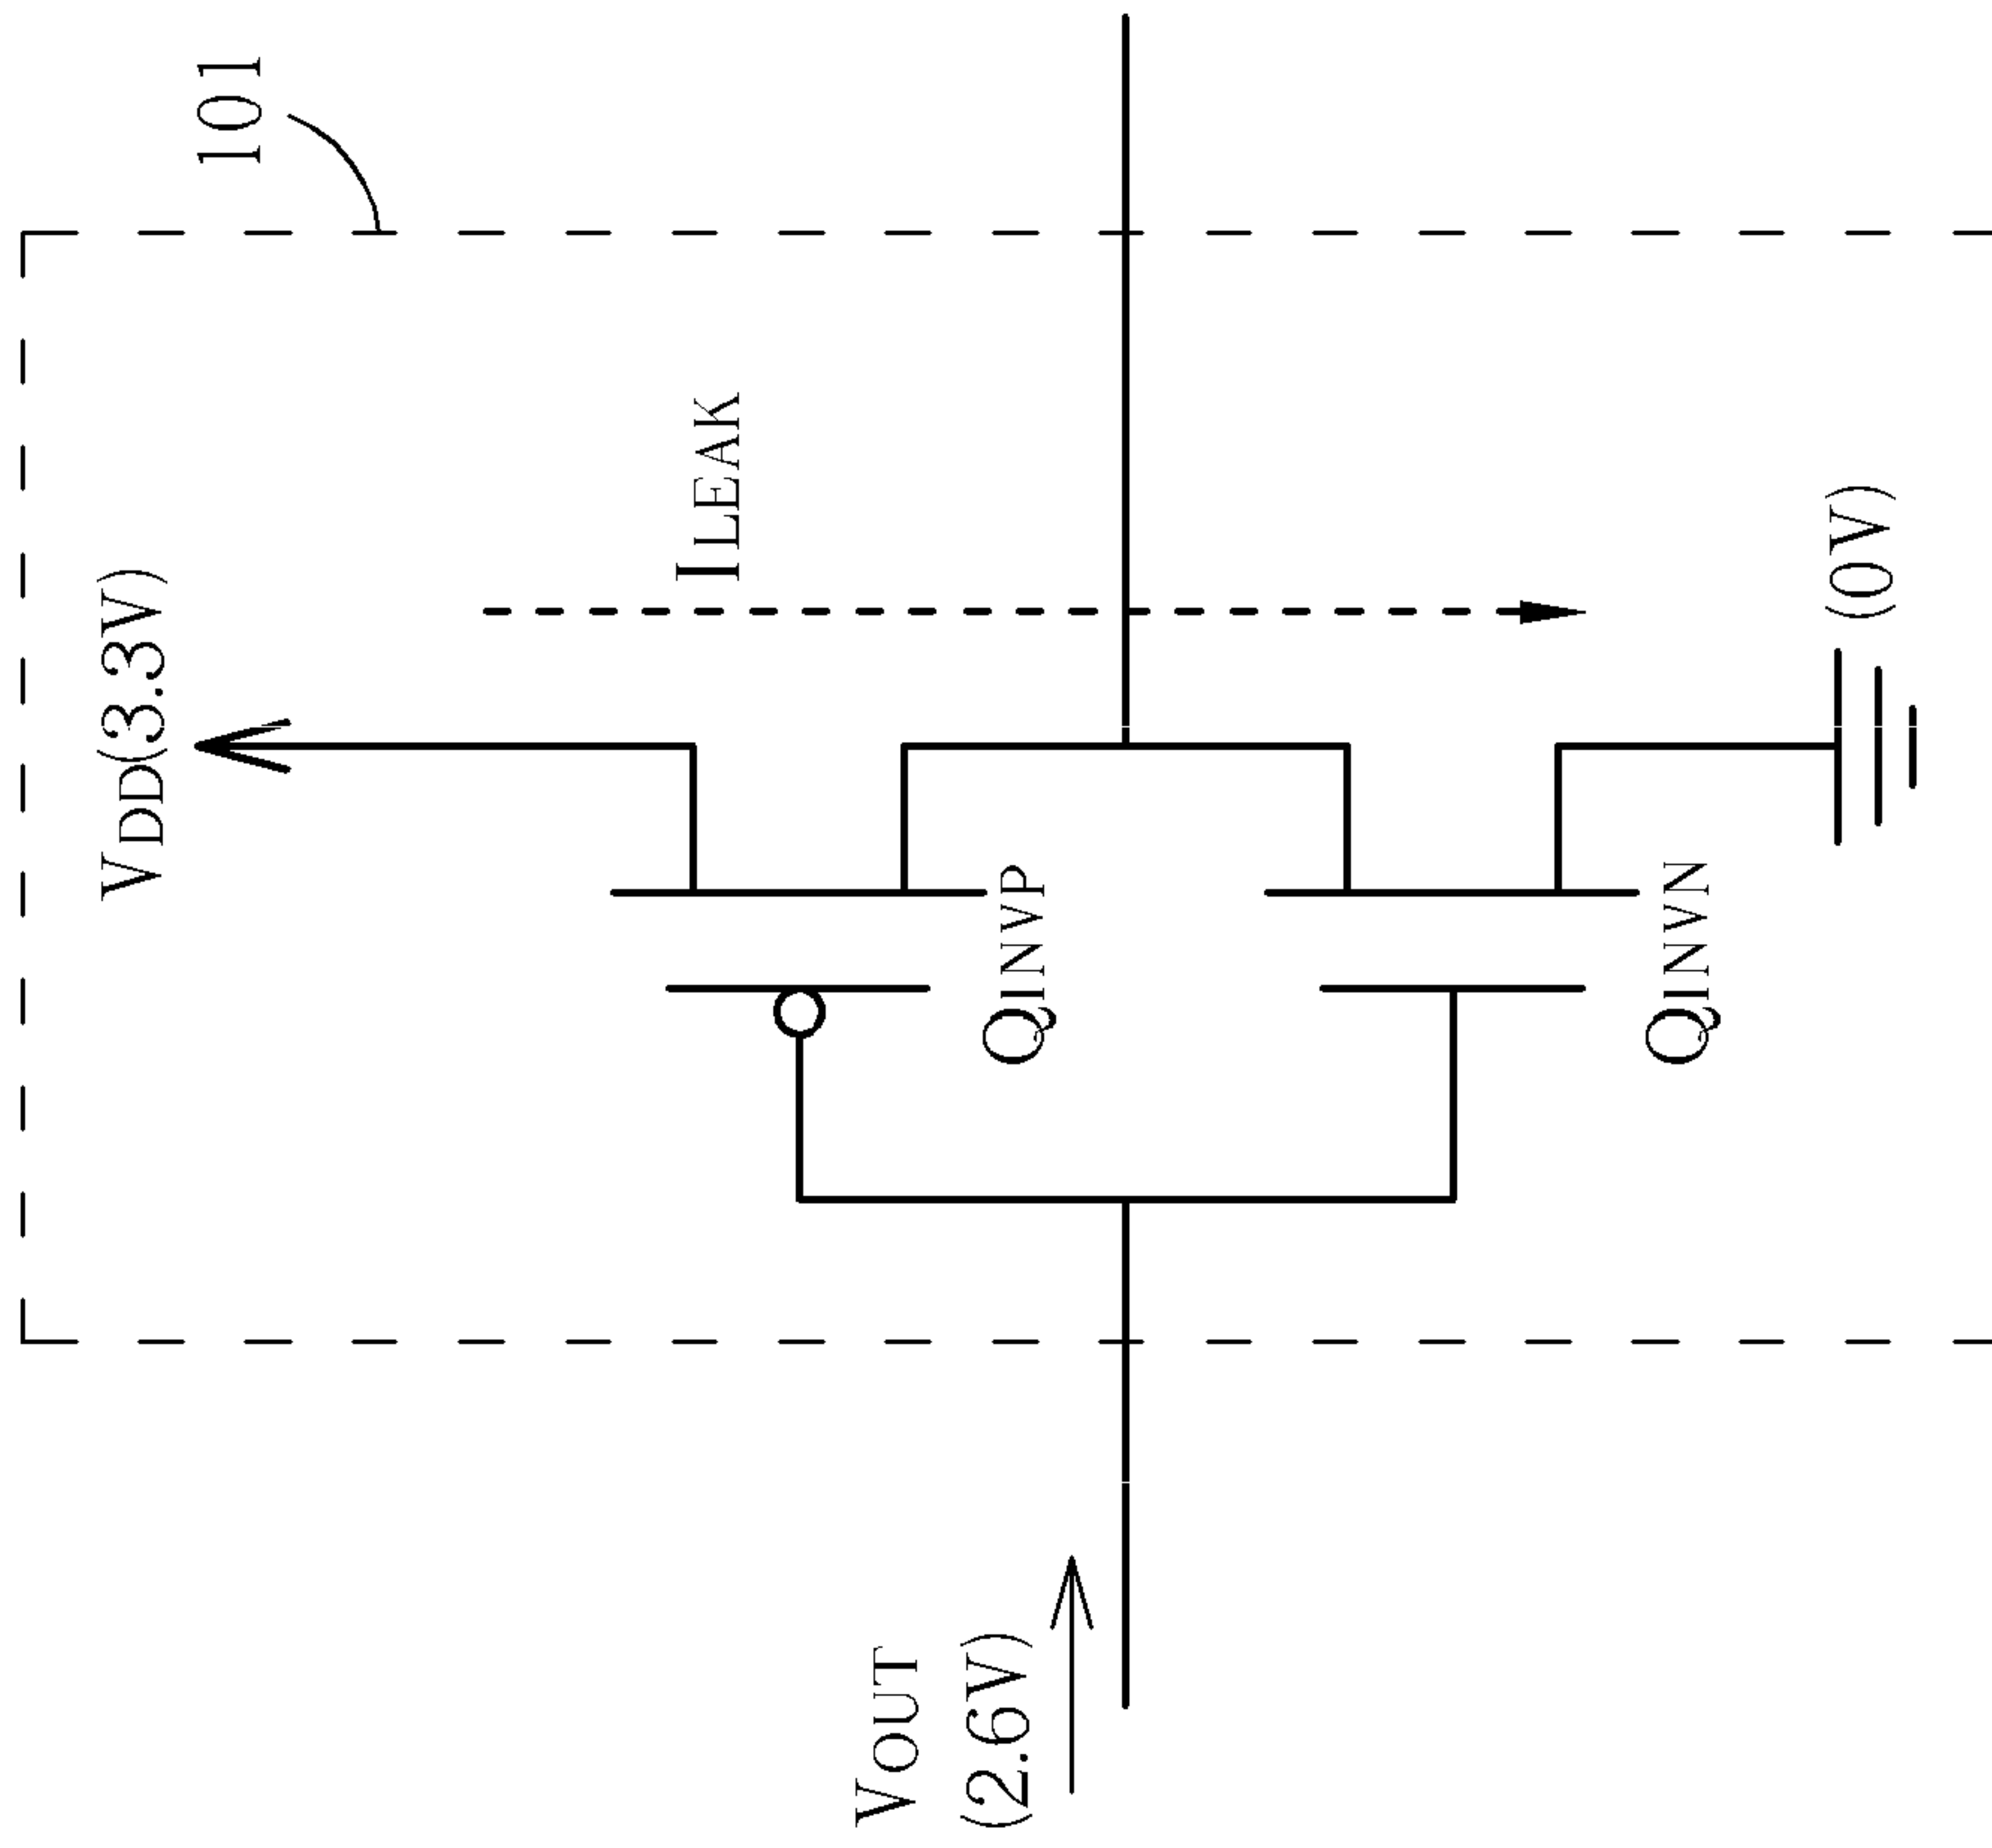 101
VDD(3.3V)
ILEAK
(0V)
QINVP
QINVN
VOUT
(2.6V)